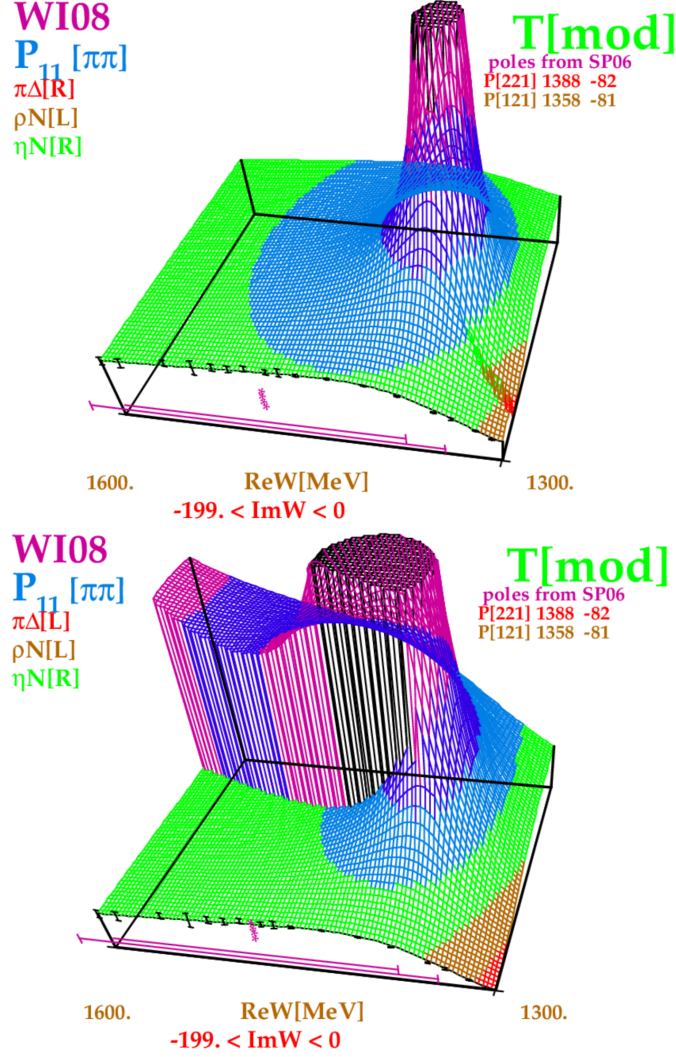 WI08
T[mod]
P₁₁ [ππ]
poles from SP06
πΔ[R]
P[221] 1388 -82
ρN[L]
P[121] 1358 -81
ηN[R]
1600.
ReW[MeV]
1300.
-199. < ImW < 0
WI08
T[mod]
P₁₁ [ππ]
poles from SP06
πΔ[L]
P[221] 1388 -82
ρN[L]
P[121] 1358 -81
ηN[R]
1600.
ReW[MeV]
1300.
-199. < ImW < 0